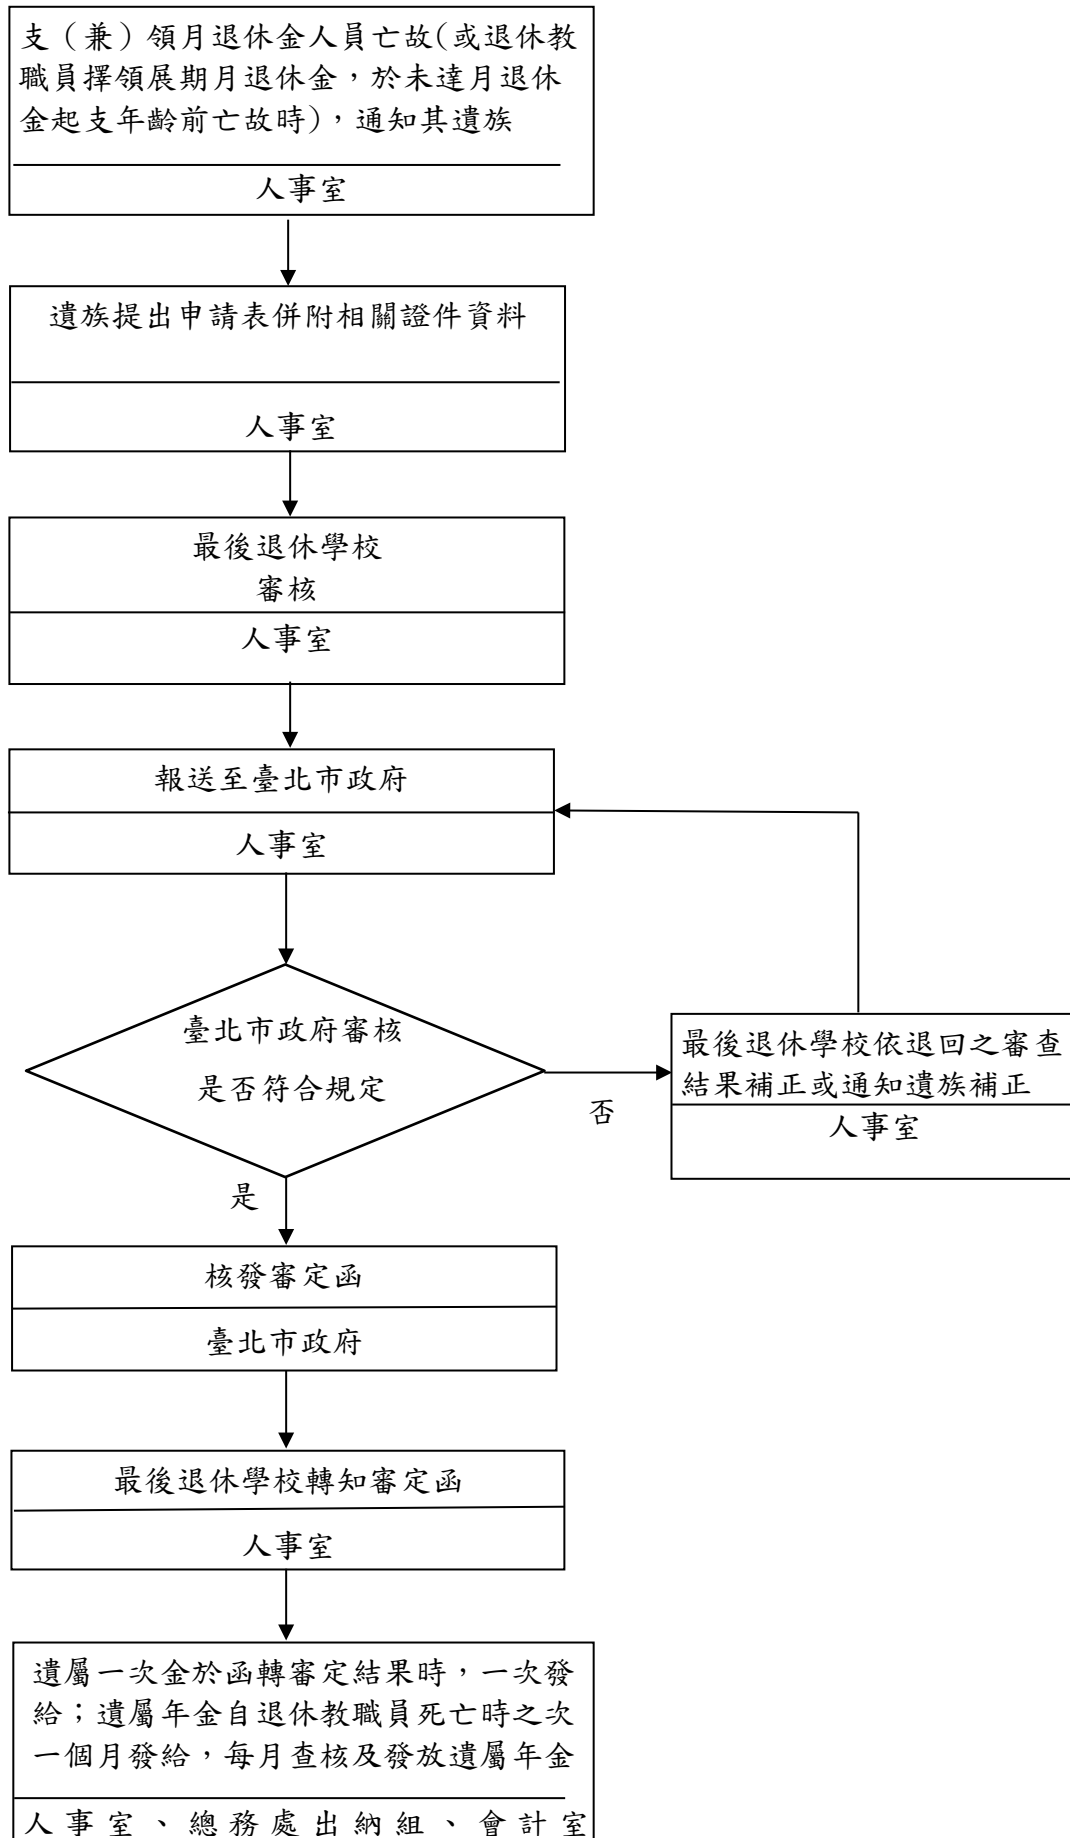 支（兼）領月退休金人員亡故(或退休教
職員擇領展期月退休金，於未達月退休
金起支年齡前亡故時)，通知其遺族
人事室
遺族提出申請表併附相關證件資料
人事室
最後退休學校
審核
人事室
報送至臺北市政府
人事室
臺北市政府審核
是否符合規定
否
最後退休學校依退回之審查
結果補正或通知遺族補正
人事室
是
核發審定函
臺北市政府
最後退休學校轉知審定函
人事室
遺屬一次金於函轉審定結果時，一次發
給；遺屬年金自退休教職員死亡時之次
一個月發給，每月查核及發放遺屬年金
人事室、總務處出納組、會計室